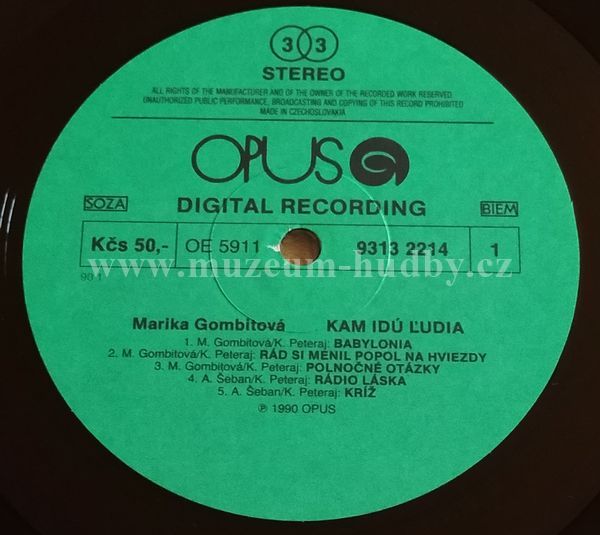 33
STEREO
ALL RIGHTS OF THE MANUFACTURER AND OF THE OWNER OF THE RECORDED WORK RESERVED.
UNAUTHORIZED PUBLIC PERFORMANCE, BROADCASTING AND COPYING OF THIS RECORD PROHIBITED
MADE IN CZECHOSLOVAKIA
OPUS
SOZA DIGITAL RECORDING BIEM
Kčs 50,- OE 5911 9313 2214 1
www.muzeum-hudby.cz
90 1
Marika Gombitová KAM IDÚ ĽUDIA
1. M. Gombitová/K. Peteraj: BABYLONIA
2. M. Gombitová/K. Peteraj: RÁD SI MENIL POPOL NA HVIEZDY
3. M. Gombitová/K. Peteraj: POLNOČNÉ OTÁZKY
4. A. Šeban/K. Peteraj: RÁDIO LÁSKA
5. A. Šeban/K. Peteraj: KRÍŽ
℗ 1990 OPUS